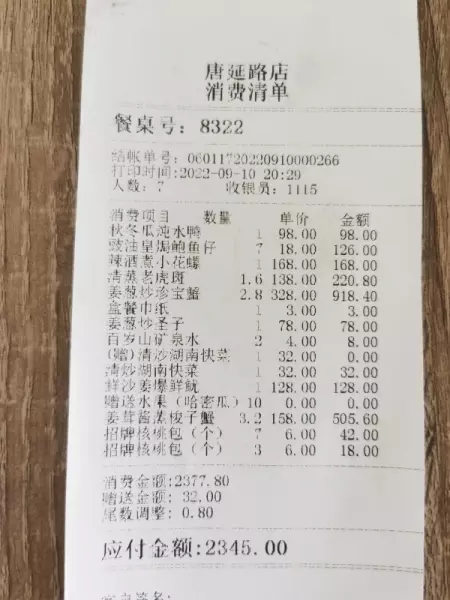 唐延路店
消费清单
餐桌号: 8322
结帐单号: 06011720220910000266
打印时间:2022-09-10 20:29
人数: 7 收银员: 1115
消费项目 数量 单价 金额
秋冬瓜炖水鸭 1 98.00 98.00
豉油皇焗鲍鱼仔 7 18.00 126.00
辣酒煮小花螺 1 168.00 168.00
清蒸老虎斑 1.6 138.00 220.80
姜葱炒珍宝蟹 2.8 328.00 918.40
盒餐巾纸 1 3.00 3.00
姜葱炒圣子 1 78.00 78.00
百岁山矿泉水 2 4.00 8.00
(赠)清炒湖南快菜 1 32.00 0.00
清炒湖南快菜 1 32.00 32.00
鲜沙姜爆鲜鱿 1 128.00 128.00
赠送水果（哈密瓜) 10 0.00 0.00
姜茸酱蒸梭子蟹 3.2 158.00 505.60
招牌核桃包（个） 7 6.00 42.00
招牌核桃包（个） 3 6.00 18.00
消费金额:2377.80
赠送金额: 32.00
尾数调整: 0.80
应付金额:2345.00